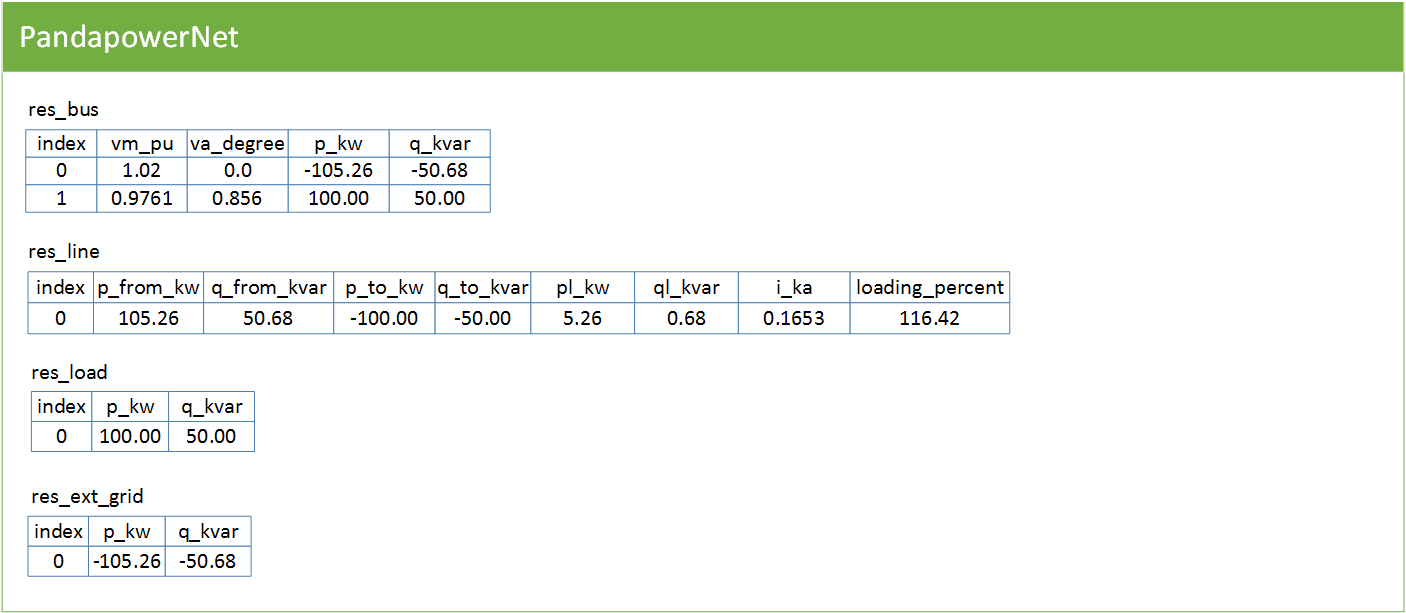 PandapowerNet
res_bus
index vm_pu va_degree p_kw q_kvar
0 1.02 0.0 -105.26 -50.68
1 0.9761 0.856 100.00 50.00
res_line
index p_from_kw q_from_kvar p_to_kw q_to_kvar pl_kw ql_kvar i_ka loading_percent
0 105.26 50.68 -100.00 -50.00 5.26 0.68 0.1653 116.42
res_load
index p_kw q_kvar
0 100.00 50.00
res_ext_grid
index p_kw q_kvar
0 -105.26 -50.68